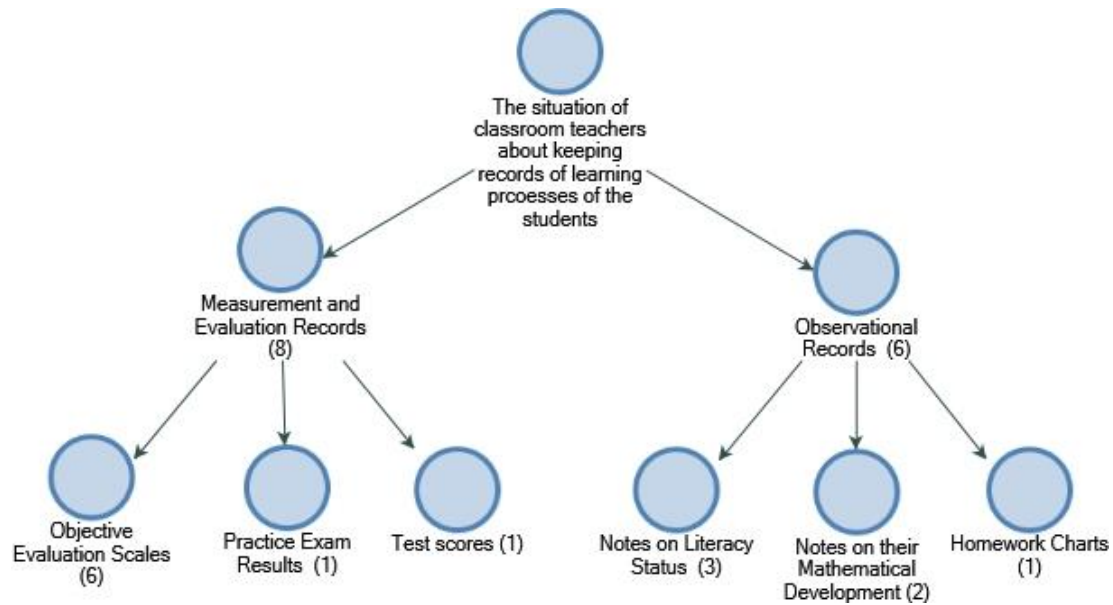 The situation of
classroom teachers
about keeping
records of learning
prcoesses of the
students
Measurement and
Evaluation Records
(8)
Observational
Records (6)
Objective
Evaluation Scales
(6)
Practice Exam
Results (1)
Test scores (1)
Notes on Literacy
Status (3)
Notes on their
Mathematical
Development (2)
Homework Charts
(1)